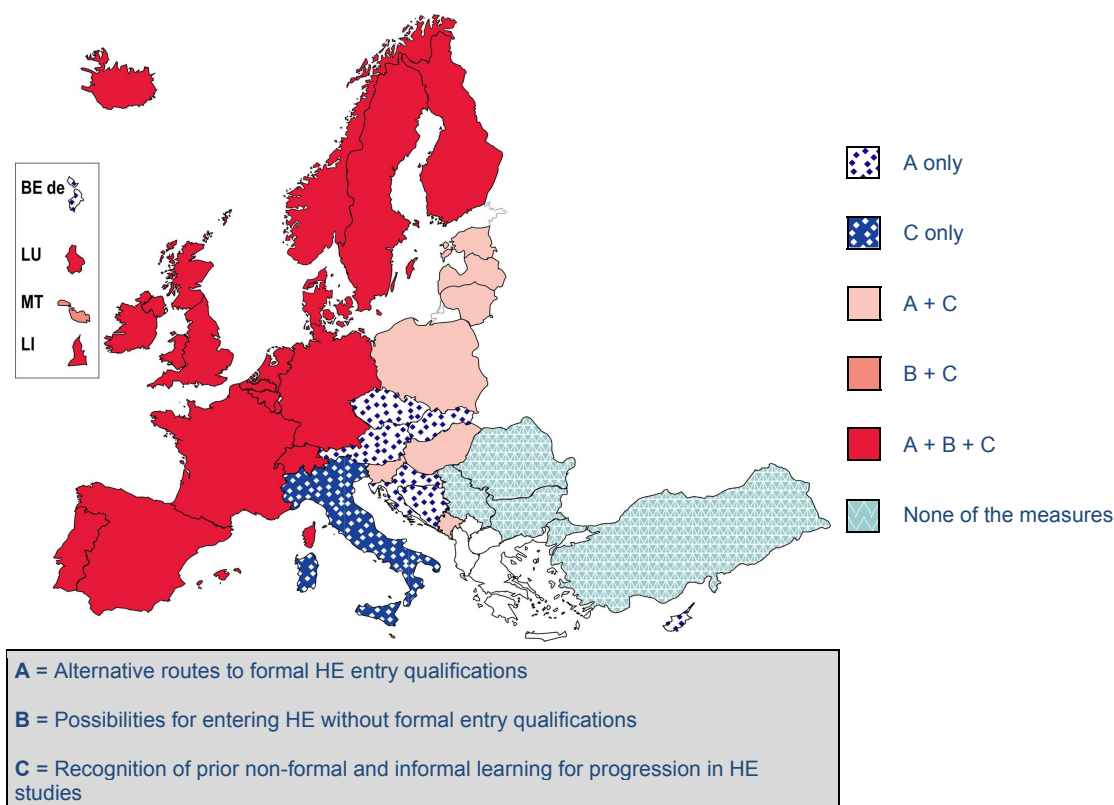 BE de
LU
MT
LI
A only
C only
A + C
B + C
A + B + C
None of the measures
A = Alternative routes to formal HE entry qualifications
B = Possibilities for entering HE without formal entry qualifications
C = Recognition of prior non-formal and informal learning for progression in HE
studies